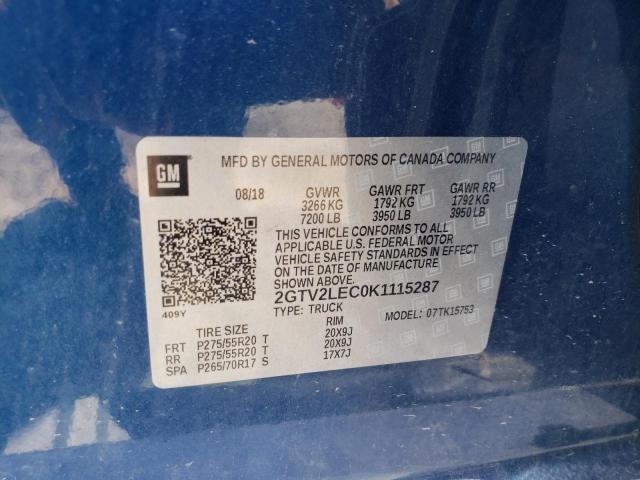 GM
MFD BY GENERAL MOTORS OF CANADA COMPANY
08/18 GVWR GAWR FRT GAWR RR
3266 KG 1792 KG 1792 KG
7200 LB 3950 LB 3950 LB
THIS VEHICLE CONFORMS TO ALL
APPLICABLE U.S. FEDERAL MOTOR
VEHICLE SAFETY STANDARDS IN EFFECT
ON THE DATE OF MANUFACTURE
2GTV2LEC0K1115287
409Y TYPE: TRUCK MODEL: 07TK15753
TIRE SIZE RIM
FRT P275/55R20 T 20X9J
RR P275/55R20 T 20X9J
SPA P265/70R17 S 17X7J